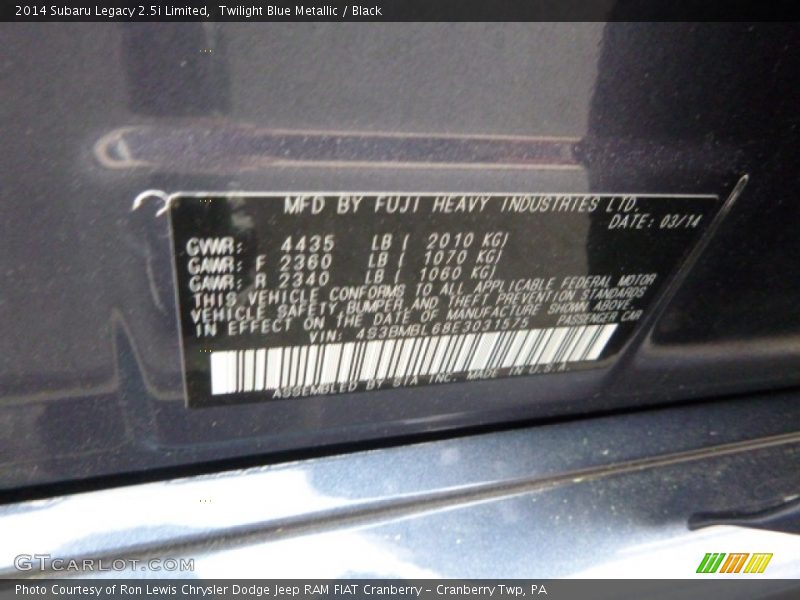 2014 Subaru Legacy 2.5i Limited,  Twilight Blue Metallic / Black
MFD BY FUJI HEAVY INDUSTRIES LTD.
DATE: 03/14
GVWR: 4435 LB ( 2010 KG)
GAWR: F 2360 LB ( 1070 KG)
GAWR: R 2340 LB ( 1060 KG)
THIS VEHICLE CONFORMS TO ALL APPLICABLE FEDERAL MOTOR
VEHICLE SAFETY, BUMPER, AND THEFT PREVENTION STANDARDS
IN EFFECT ON THE DATE OF MANUFACTURE SHOWN ABOVE.
VIN: 4S3BMBL68E3031575 PASSENGER CAR
ASSEMBLED BY SIA INC. MADE IN U.S.A.
GTCARLOT.COM
Photo Courtesy of Ron Lewis Chrysler Dodge Jeep RAM FIAT Cranberry – Cranberry Twp, PA